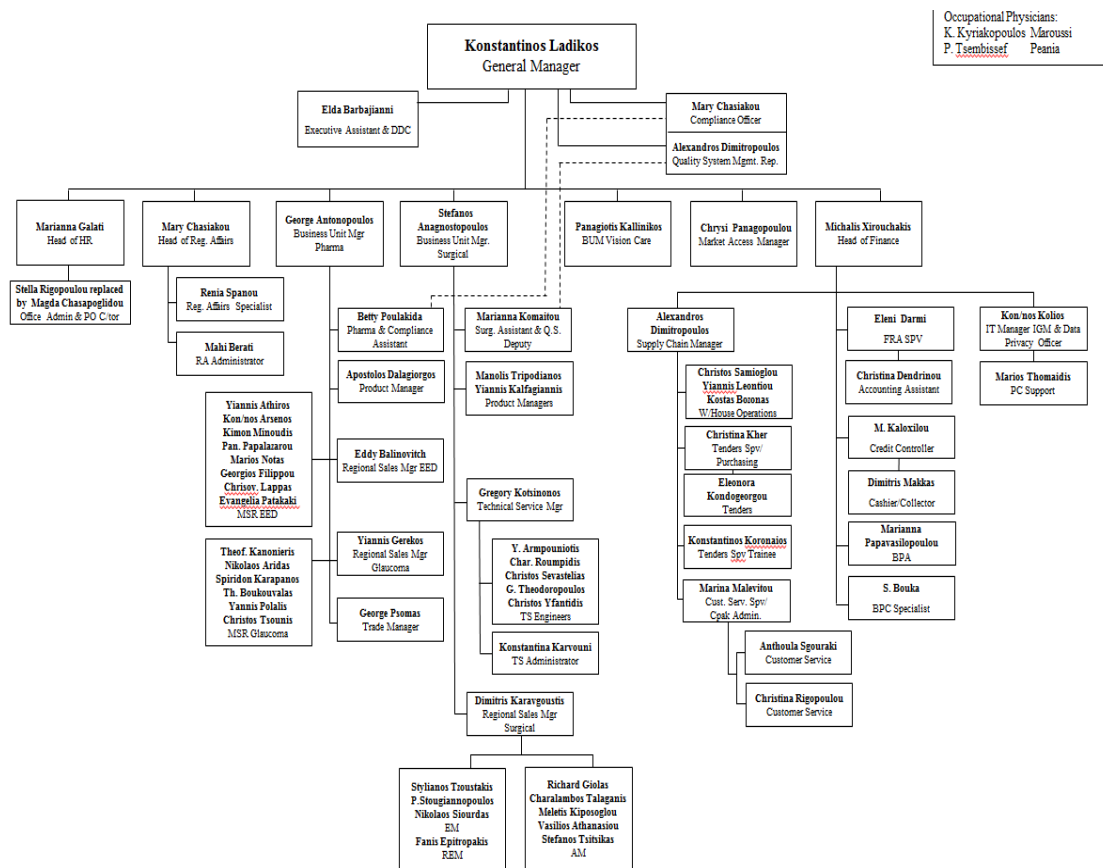 Occupational Physicians:
K. Kyriakopoulos Maroussi
P. Tsembissef Peania
Konstantinos Ladikos
General Manager
Elda Barbajianni
Executive Assistant & DDC
Mary Chasiakou
Compliance Officer
Alexandros Dimitropoulos
Quality System Mgmt. Rep.
Marianna Galati
Head of HR
Mary Chasiakou
Head of Reg. Affairs
George Antonopoulos
Business Unit Mgr
Pharma
Stefanos
Anagnostopoulos
Business Unit Mgr.
Surgical
Panagiotis Kallinikos
BUM Vision Care
Chrysi Panagopoulou
Market Access Manager
Michalis Xirouchakis
Head of Finance
Stella Rigopoulou replaced
by Magda Chasapoglidou
Office Admin & PO C/tor
Renia Spanou
Reg. Affairs Specialist
Mahi Berati
RA Administrator
Betty Poulakida
Pharma & Compliance
Assistant
Apostolos Dalagiorgos
Product Manager
Yiannis Athiros
Kon/nos Arsenos
Kimon Minoudis
Pan. Papalazarou
Marios Notas
Georgios Filippou
Chrisov. Lappas
Evangelia Patakaki
MSR EED
Eddy Balinovitch
Regional Sales Mgr EED
Theof. Kanonieris
Nikolaos Aridas
Spiridon Karapanos
Th. Boukouvalas
Yannis Polalis
Christos Tsounis
MSR Glaucoma
Yiannis Gerekos
Regional Sales Mgr
Glaucoma
George Psomas
Trade Manager
Marianna Komaitou
Surg. Assistant & Q.S.
Deputy
Manolis Tripodianos
Yiannis Kalfagiannis
Product Managers
Gregory Kotsinonos
Technical Service Mgr
Y. Armpouniotis
Char. Roumpidis
Christos Sevastelias
G. Theodoropoulos
Christos Yfantidis
TS Engineers
Konstantina Karvouni
TS Administrator
Dimitris Karavgoustis
Regional Sales Mgr
Surgical
Stylianos Tzoustakis
P.Stougiannopoulos
Nikolaos Siourdas
EM
Fanis Epitropakis
REM
Richard Giolas
Charalambos Talaganis
Meletis Kiposoglou
Vasilios Athanasiou
Stefanos Tsitsikas
AM
Alexandros
Dimitropoulos
Supply Chain Manager
Christos Samioglou
Yiannis Leontiou
Kostas Bozonas
W/House Operations
Christina Kher
Tenders Spv/
Purchasing
Eleonora
Kondogeorgou
Tenders
Konstantinos Koronaios
Tenders Spv Trainee
Marina Malevitou
Cust. Serv. Spv/
Cpak Admin.
Anthoula Sgouraki
Customer Service
Christina Rigopoulou
Customer Service
Eleni Darmi
FRA SPV
Christina Dendrinou
Accounting Assistant
M. Kaloxilou
Credit Controller
Dimitris Makkas
Cashier/Collector
Marianna
Papavasilopoulou
BPA
S. Bouka
BPC Specialist
Kon/nos Kolios
IT Manager IGM & Data
Privacy Officer
Marios Thomaidis
PC Support